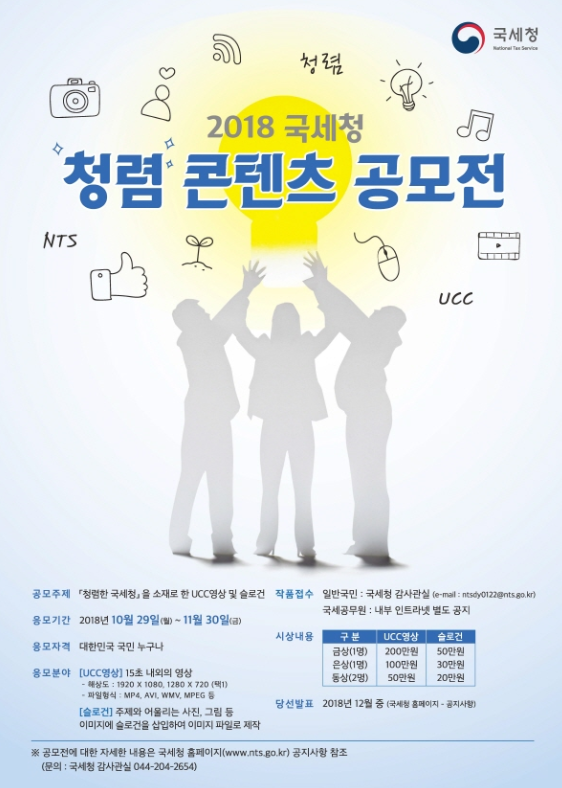 국세청
National Tax Service
청렴
2018 국세청
청렴 콘텐츠 공모전
NTS
UCC
공모주제 『청렴한 국세청』을 소재로 한 UCC영상 및 슬로건
응모기간 2018년 10월 29일(월) ~ 11월 30일(금)
응모자격 대한민국 국민 누구나
응모분야 [UCC영상] 15초 내외의 영상
- 해상도 : 1920 X 1080, 1280 X 720 (택1)
- 파일형식 : MP4, AVI, WMV, MPEG 등
[슬로건] 주제와 어울리는 사진, 그림 등
이미지에 슬로건을 삽입하여 이미지 파일로 제작
작품접수 일반국민 : 국세청 감사관실 (e-mail : ntsdy0122@nts.go.kr)
국세공무원 : 내부 인트라넷 별도 공지
시상내용 구 분 UCC영상 슬로건
금상(1명) 200만원 50만원
은상(1명) 100만원 30만원
동상(2명) 50만원 20만원
당선발표 2018년 12월 중 (국세청 홈페이지 - 공지사항)
※ 공모전에 대한 자세한 내용은 국세청 홈페이지(www.nts.go.kr) 공지사항 참조
(문의 : 국세청 감사관실 044-204-2654)